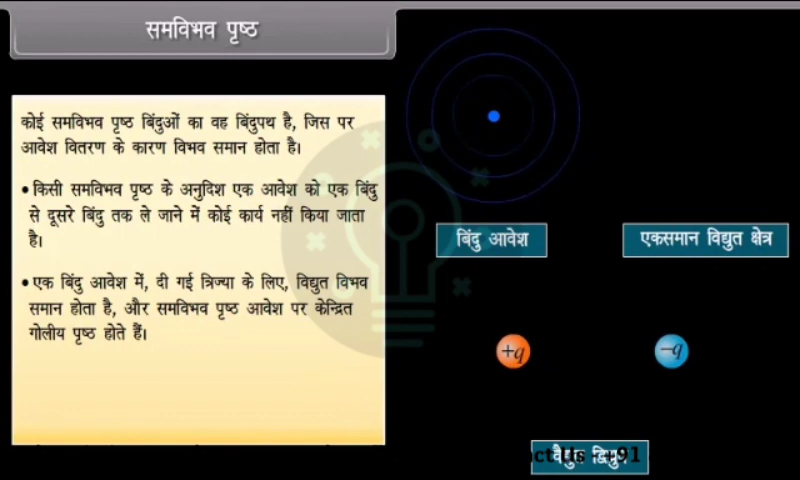 समविभव पृष्ठ
कोई समविभव पृष्ठ बिंदुओं का वह बिंदुपथ है, जिस पर
आवेश वितरण के कारण विभव समान होता है।
• किसी समविभव पृष्ठ के अनुदिश एक आवेश को एक बिंदु
से दूसरे बिंदु तक ले जाने में कोई कार्य नहीं किया जाता
है।
• एक बिंदु आवेश में, दी गई त्रिज्या के लिए, विद्युत विभव
समान होता है, और समविभव पृष्ठ आवेश पर केन्द्रित
गोलीय पृष्ठ होते हैं।
बिंदु आवेश
एकसमान विद्युत क्षेत्र
+q
−q
वैद्युत द्विध्रुव